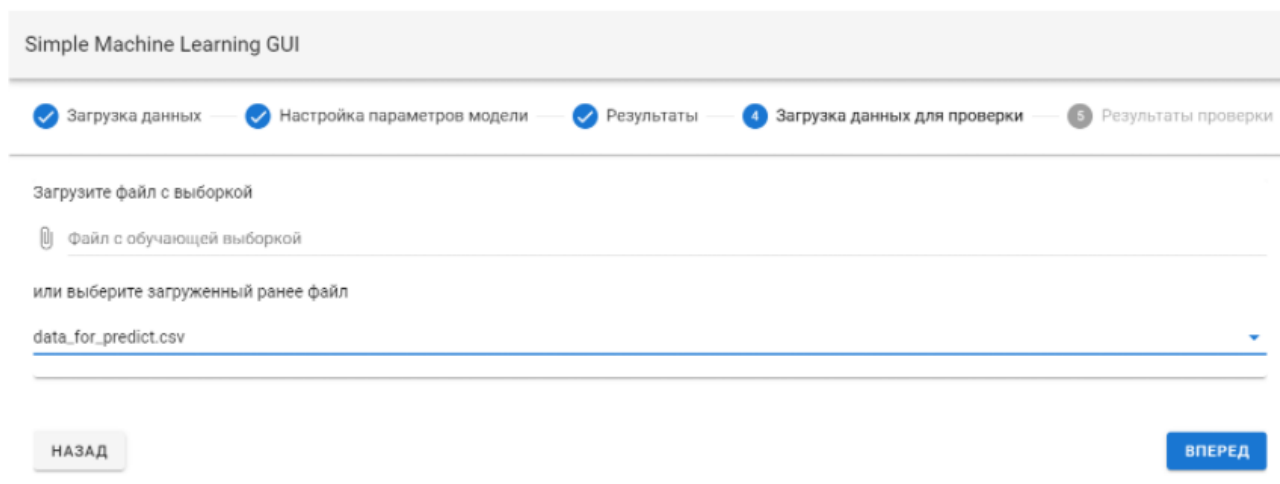 Simple Machine Learning GUI
Загрузка данных Настройка параметров модели Результаты 4 Загрузка данных для проверки 5 Результаты проверки
Загрузите файл с выборкой
Файл с обучающей выборкой
или выберите загруженный ранее файл
data_for_predict.csv
НАЗАД ВПЕРЕД